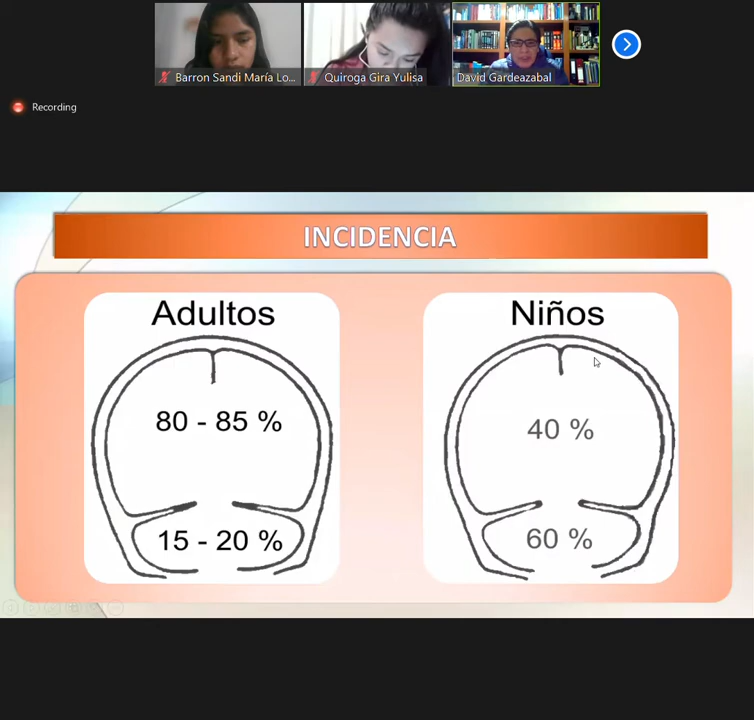 Barron Sandi María Lo...
Quiroga Gira Yulisa
David Gardeazabal
Recording
INCIDENCIA
Adultos
Niños
80 - 85 %
40 %
15 - 20 %
60 %